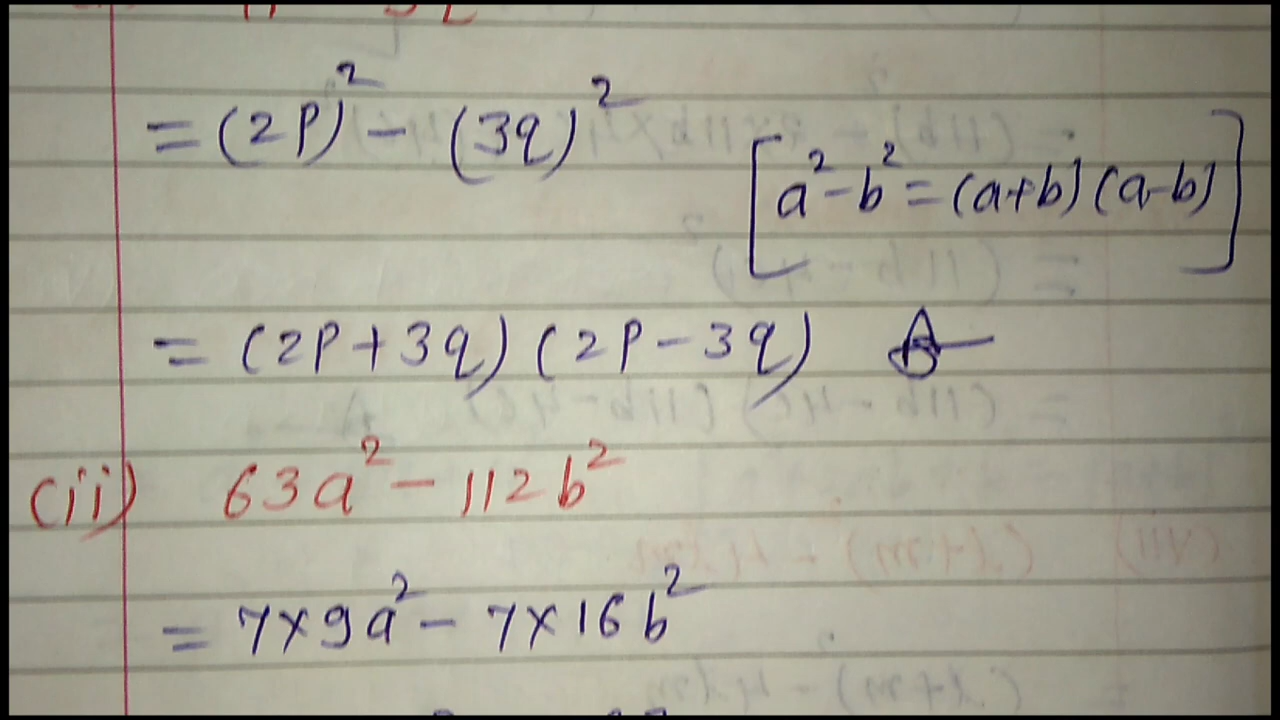 = (2P)² - (3q)²
[a² - b² = (a+b) (a-b)]
= (2P + 3q) (2P - 3q)
(ii) 63a² - 112b²
= 7×9a² - 7×16b²